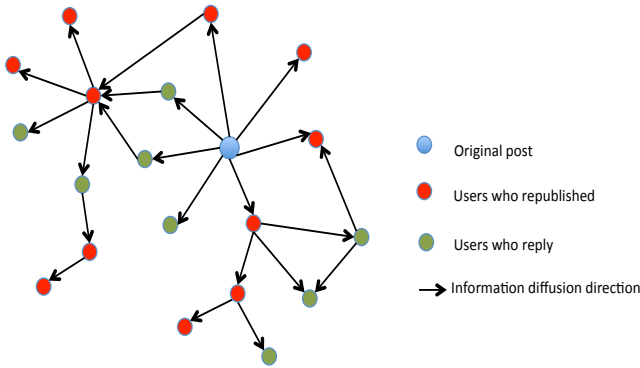 Original post
Users who republished
Users who reply
Information diffusion direction